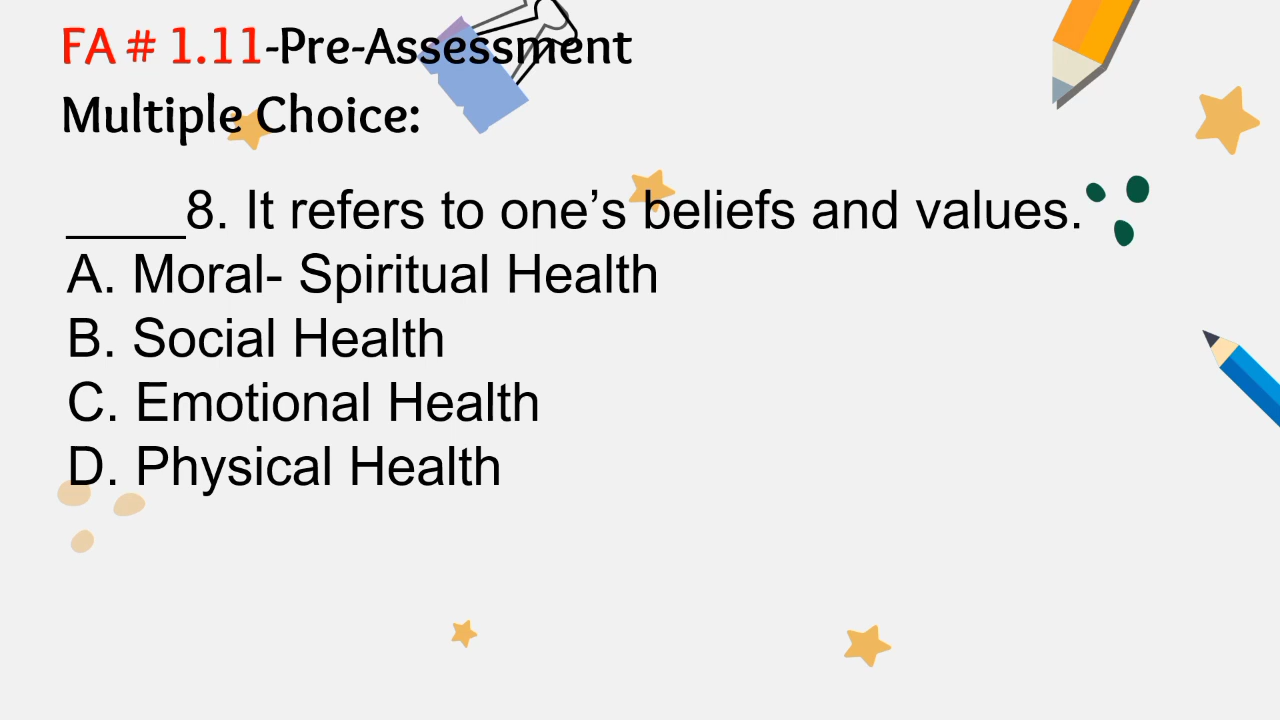 FA # 1.11-Pre-Assessment
Multiple Choice:
____8. It refers to one’s beliefs and values.
A. Moral- Spiritual Health
B. Social Health
C. Emotional Health
D. Physical Health